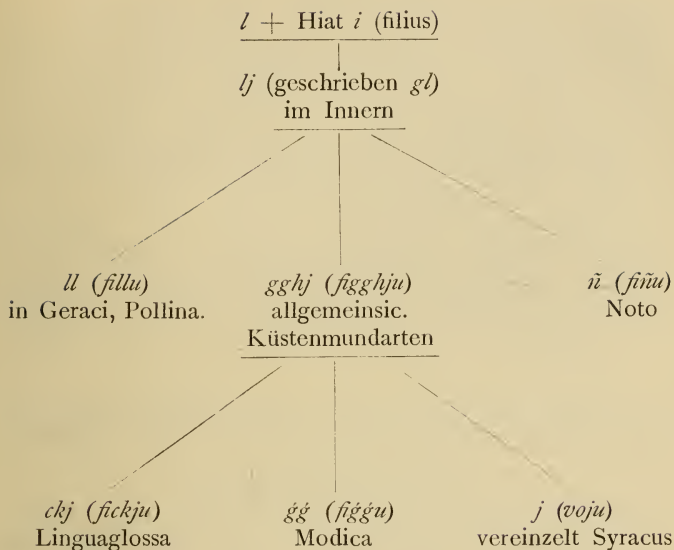 l + Hiat i (filius)
lj (geschrieben gl)
im Innern
ll (fillu)
in Geraci, Pollina.
gghj (figghju)
allgemeinsic.
Küstenmundarten
ñ (fiñu)
Noto
ckj (fickju)
Linguaglossa
ǵǵ (fiǵǵu)
Modica
j (voju)
vereinzelt Syracus